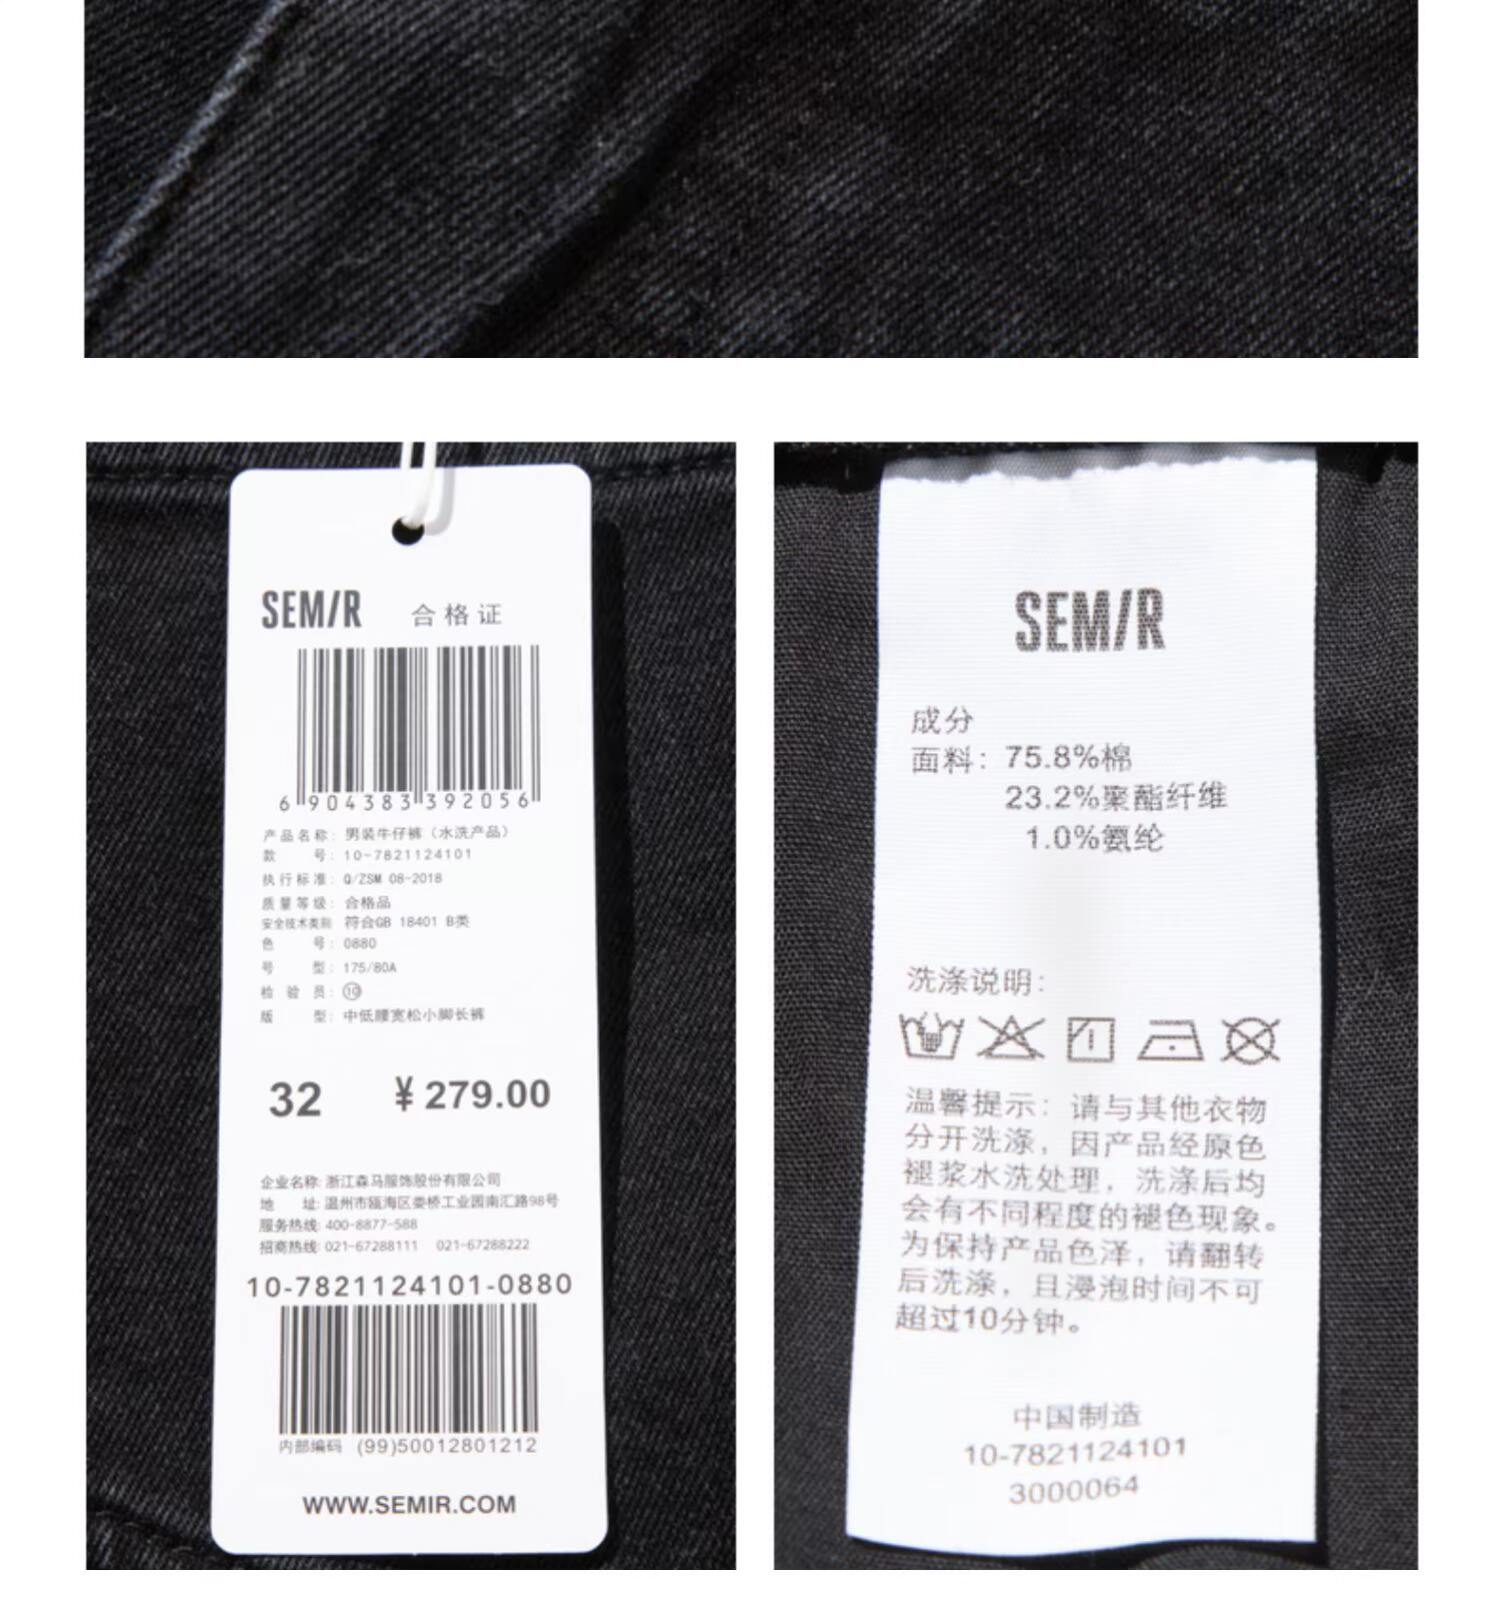 SEMIR 合格证
6 904383 392056
产品名称: 男装牛仔裤（水洗产品）
款 号: 10-7821124101
执行标准: Q/ZSM 08-2018
质量等级: 合格品
安全技术类别 符合GB 18401 B类
色 号: 0880
号 型: 175/80A
检 验 员: ⑩
版 型: 中低腰宽松小脚长裤
32 ¥ 279.00
企业名称: 浙江森马服饰股份有限公司
地 址: 温州市瓯海区娄桥工业园南汇路98号
服务热线: 400-8877-588
招商热线: 021-67288111 021-67288222
10-7821124101-0880
内部编码 (99)50012801212
WWW.SEMIR.COM
SEMIR
成分
面料: 75.8%棉
23.2%聚酯纤维
1.0%氨纶
洗涤说明:
温馨提示: 请与其他衣物
分开洗涤，因产品经原色
褪浆水洗处理，洗涤后均
会有不同程度的褪色现象。
为保持产品色泽，请翻转
后洗涤，且浸泡时间不可
超过10分钟。
中国制造
10-7821124101
3000064